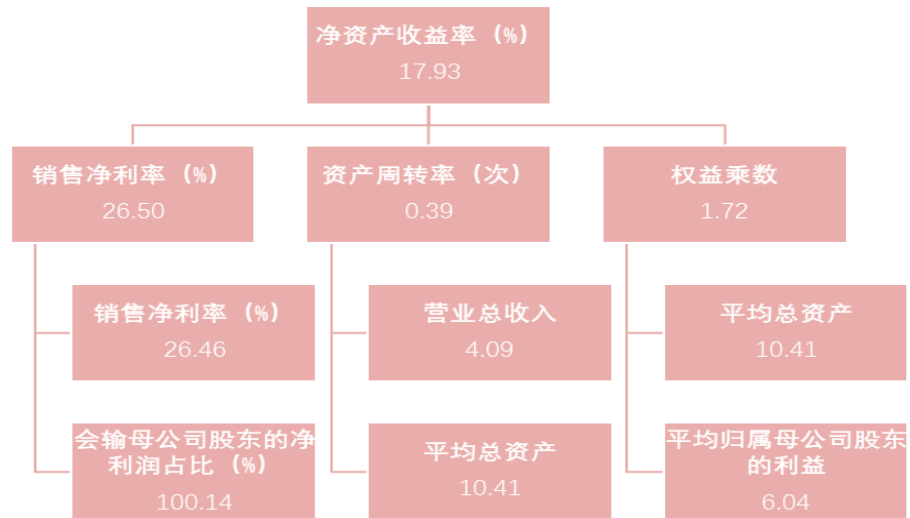 净资产收益率（%）
17.93
销售净利率（%）
26.50
资产周转率（次）
0.39
权益乘数
1.72
销售净利率（%）
26.46
营业总收入
4.09
平均总资产
10.41
会输母公司股东的净
利润占比（%）
100.14
平均总资产
10.41
平均归属母公司股东
的利益
6.04